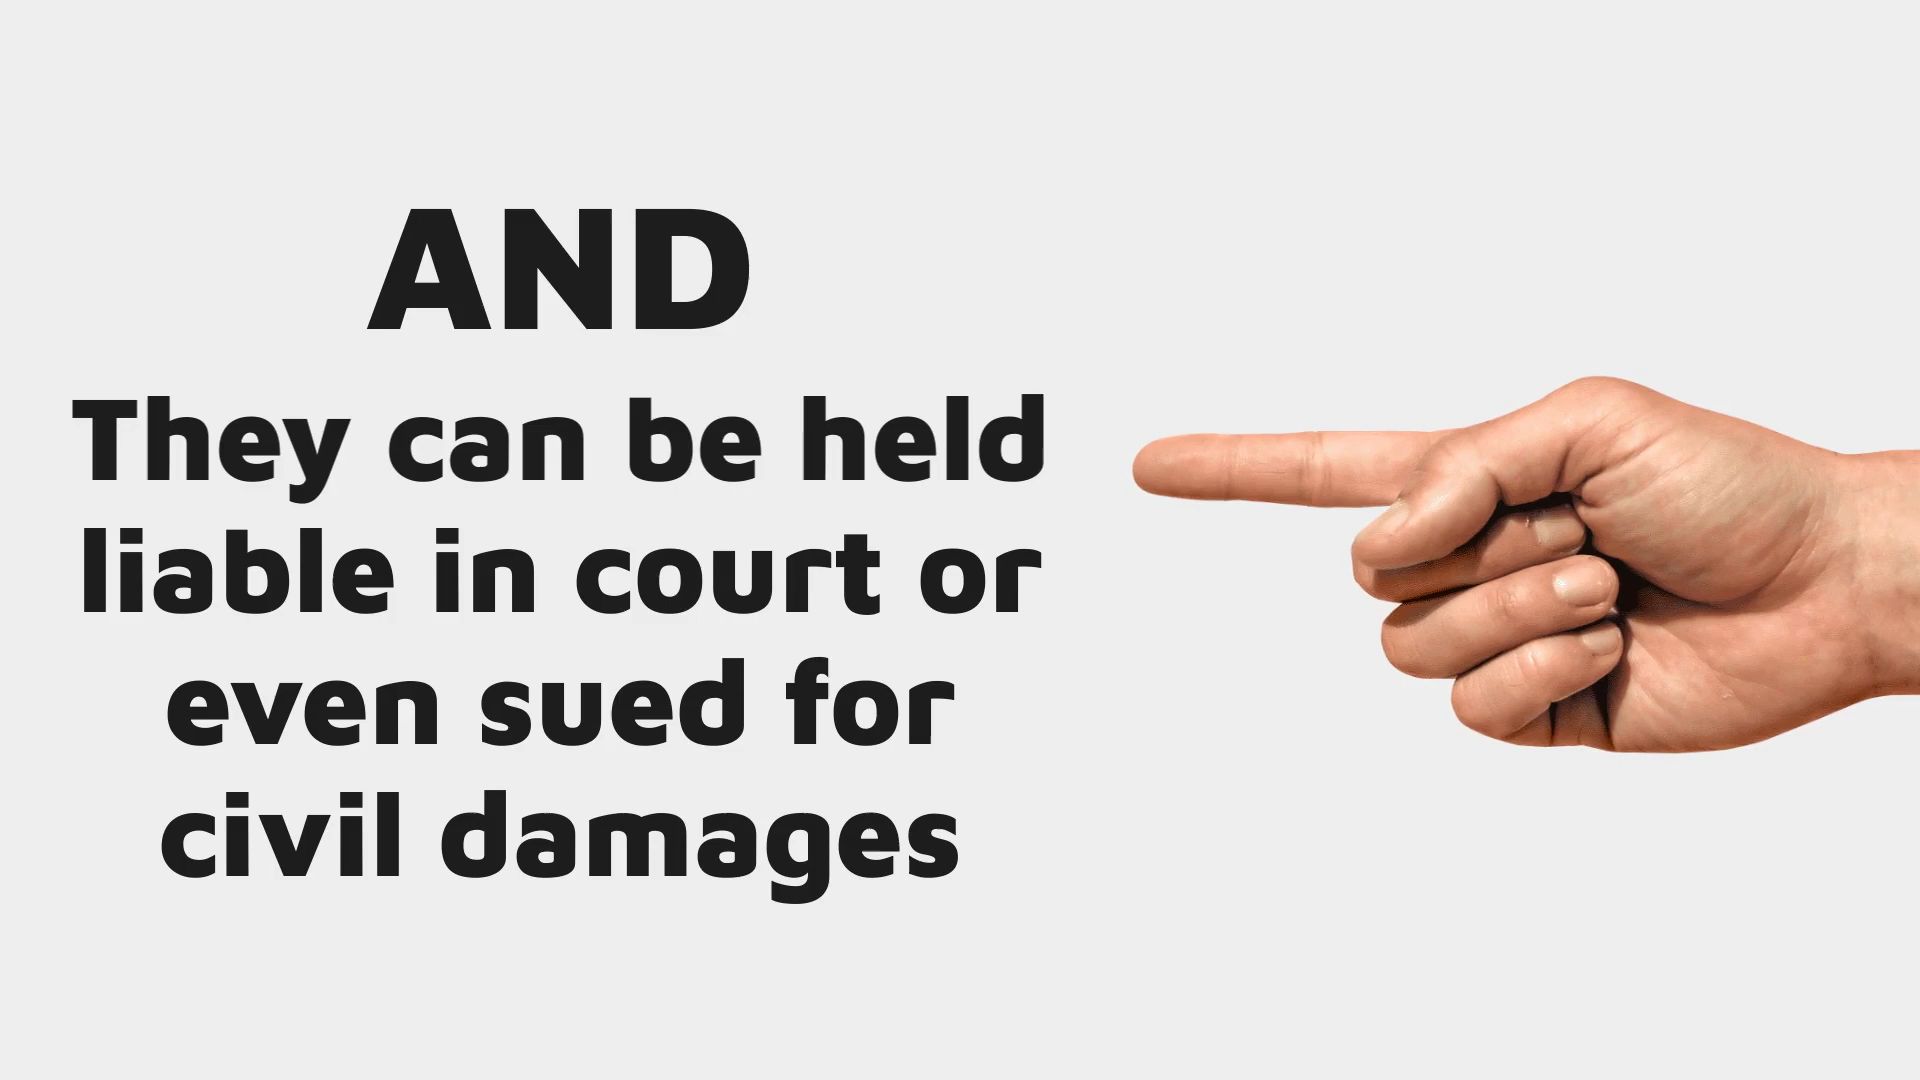 AND
They can be held
liable in court or
even sued for
civil damages